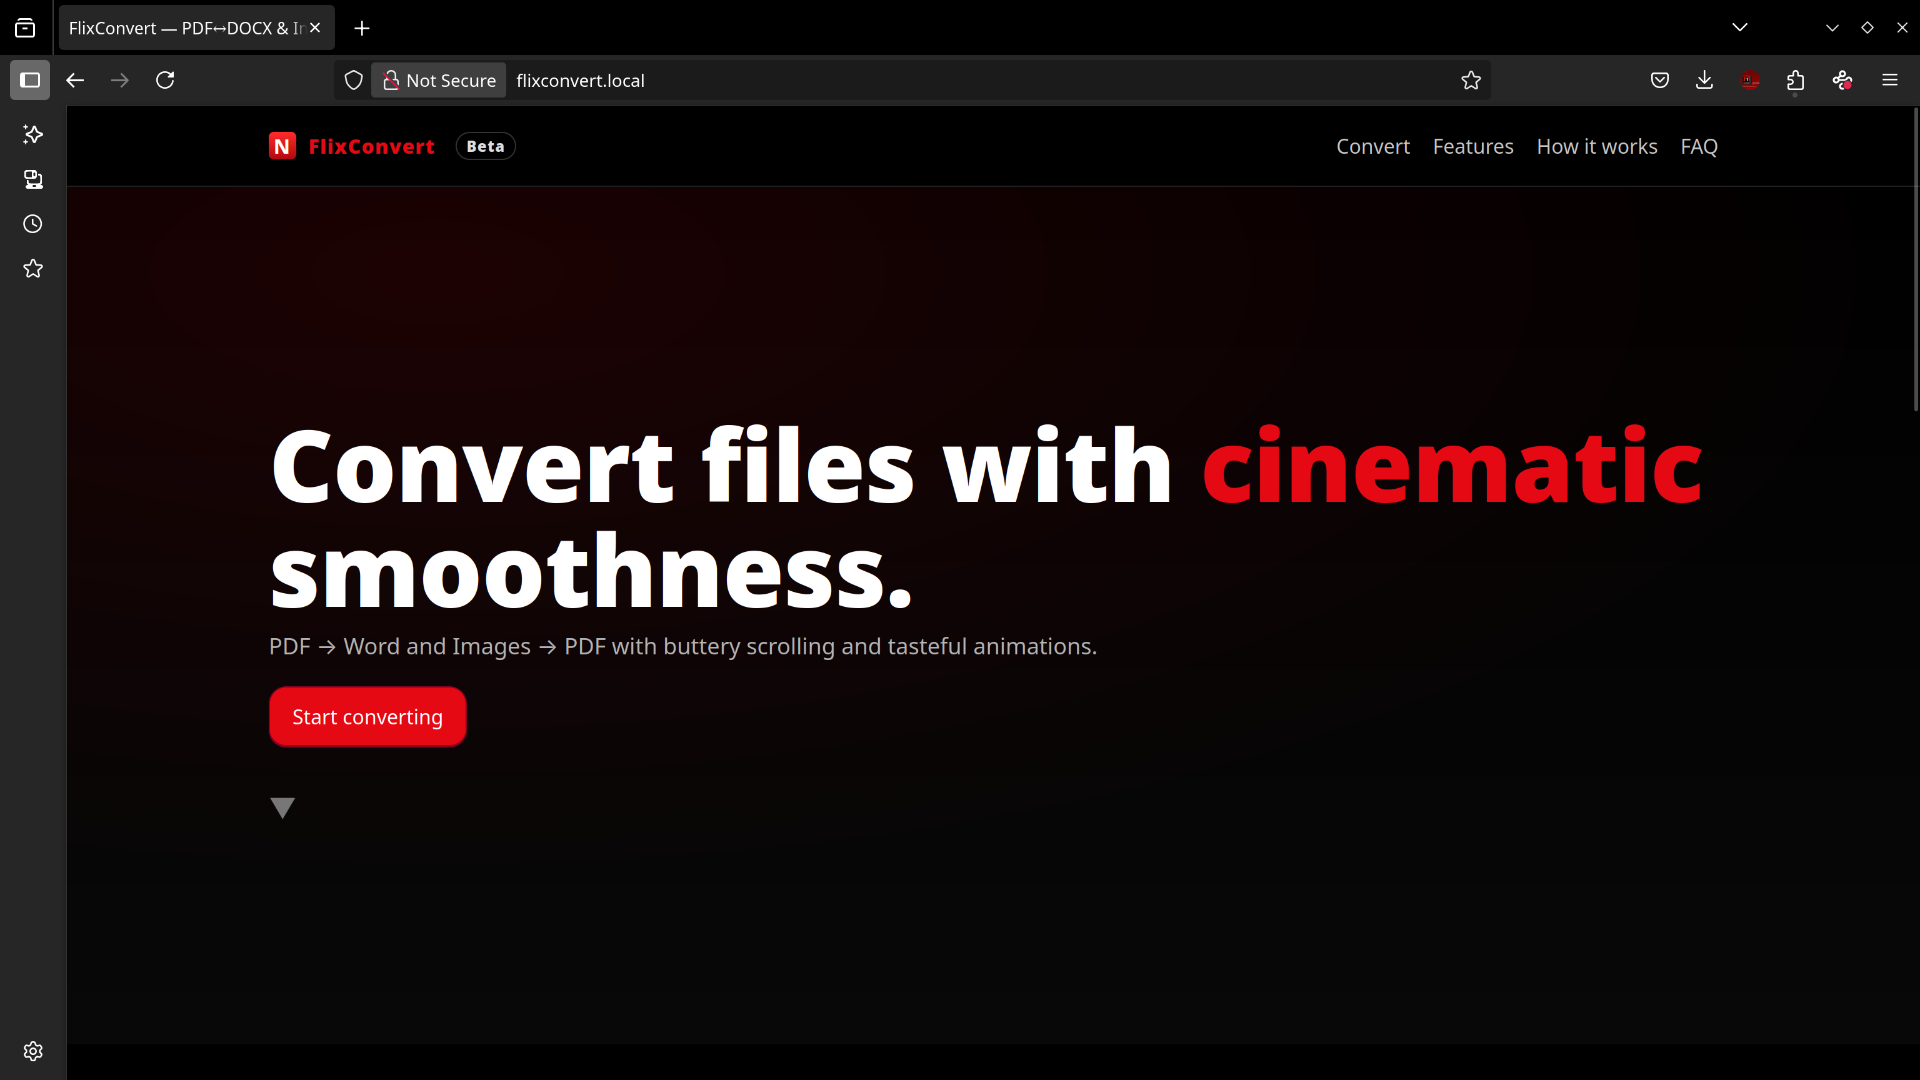 FlixConvert — PDF↔DOCX & In
Not Secure flixconvert.local
N FlixConvert Beta
Convert Features How it works FAQ
Convert files with cinematic
smoothness.
PDF → Word and Images → PDF with buttery scrolling and tasteful animations.
Start converting